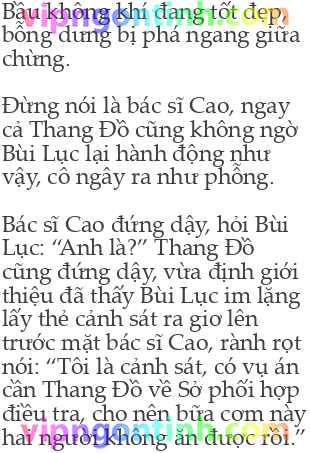 Bầu không khí đang tốt đẹp,
vipngontinh.com
bỗng dưng bị phá ngang giữa
chừng.
Đừng nói là bác sĩ Cao, ngay
cả Thang Đồ cũng không ngờ
Bùi Lục lại hành động như
vậy, cô ngây ra như phỗng.
Bác sĩ Cao đứng dậy, hỏi Bùi
Lục: “Anh là?” Thang Đồ
cũng đứng dậy, vừa định giới
thiệu đã thấy Bùi Lục im lặng
lấy thẻ cảnh sát ra giơ lên
trước mặt bác sĩ Cao, rành rọt
nói: “Tôi là cảnh sát, có vụ án
cần Thang Đồ về Sở phối hợp
điều tra, cho nên bữa cơm này
vipngontinh.com
hai người không ăn được rồi.”